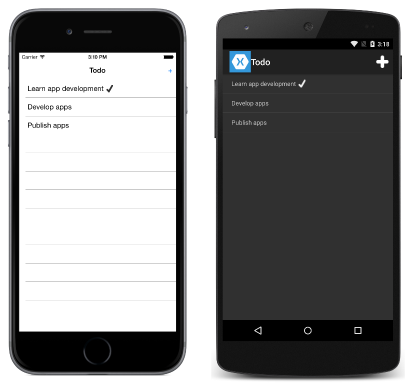 Carrier 3:10 PM
Todo +
Learn app development ✔
Develop apps
Publish apps
3:18
Todo
Learn app development ✔
Develop apps
Publish apps